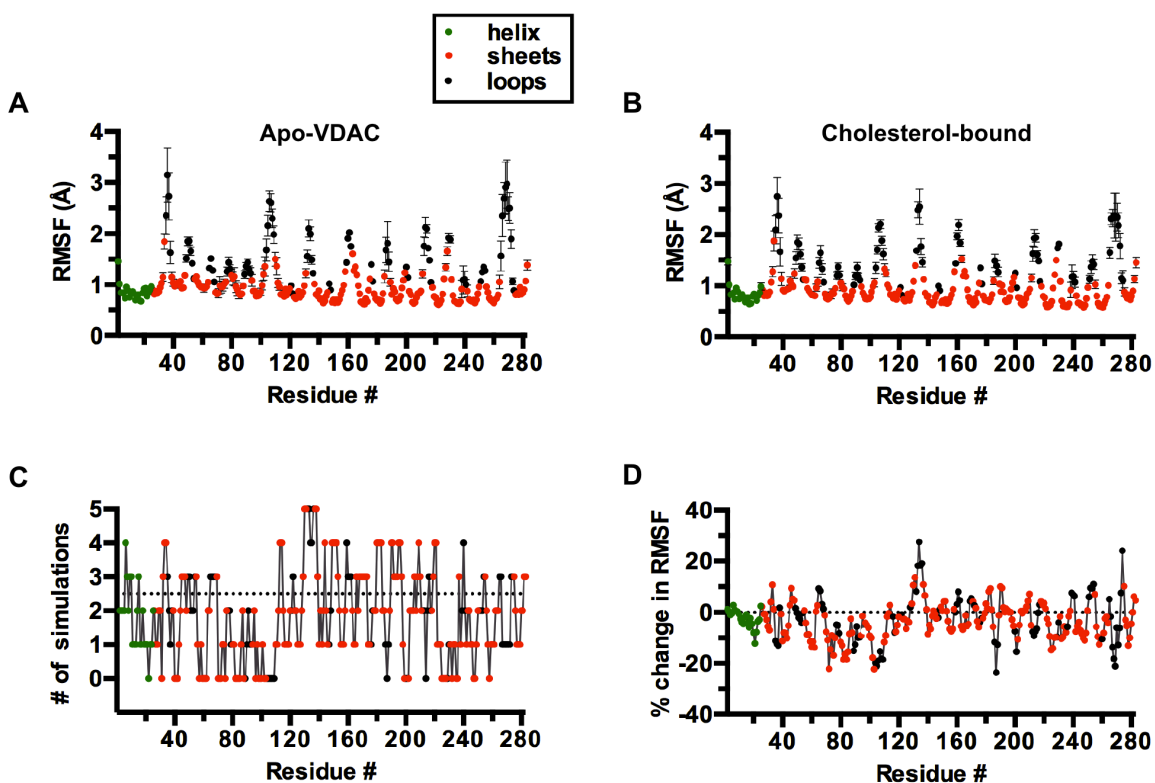 helix
sheets
loops
A
Apo-VDAC
RMSF (Å)
4
3
2
1
0
40 80 120 160 200 240 280
Residue #
B
Cholesterol-bound
RMSF (Å)
4
3
2
1
0
40 80 120 160 200 240 280
Residue #
C
# of simulations
5
4
3
2
1
0
40 80 120 160 200 240 280
Residue #
D
% change in RMSF
40
20
0
-20
-40
40 80 120 160 200 240 280
Residue #